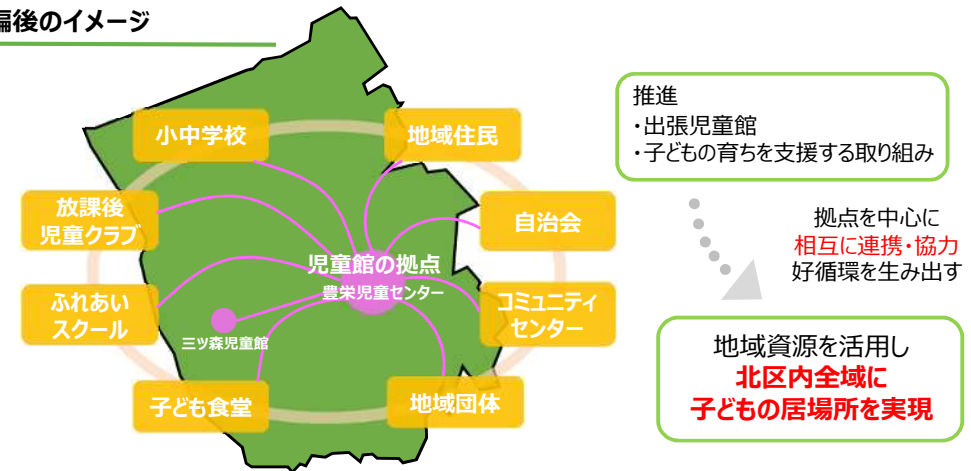 後のイメージ
小中学校
地域住民
放課後
児童クラブ
自治会
児童館の拠点
豊栄児童センター
ふれあい
スクール
コミュニティ
センター
三ツ森児童館
子ども食堂
地域団体
推進
・出張児童館
・子どもの育ちを支援する取り組み
拠点を中心に
相互に連携・協力
好循環を生み出す
地域資源を活用し
北区内全域に
子どもの居場所を実現